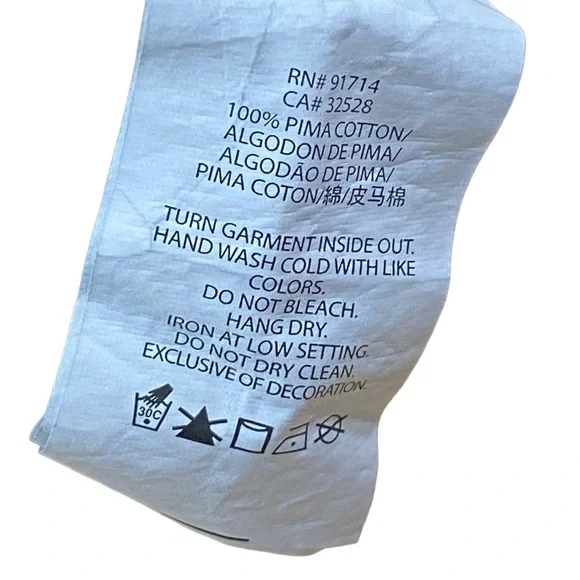 RN# 91714
CA# 32528
100% PIMA COTTON/
ALGODON DE PIMA/
ALGODÃO DE PIMA/
PIMA COTON/綿/皮马棉
TURN GARMENT INSIDE OUT.
HAND WASH COLD WITH LIKE
COLORS.
DO NOT BLEACH.
HANG DRY.
IRON AT LOW SETTING.
DO NOT DRY CLEAN.
EXCLUSIVE OF DECORATION.
30C